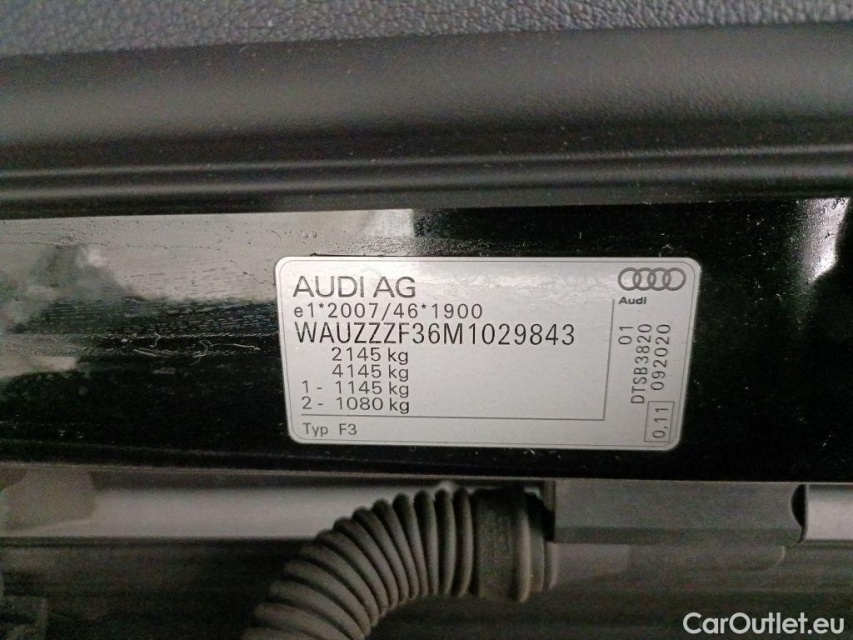 AUDI AG
e1*2007/46*1900
WAUZZZF36M1029843
2145 kg
4145 kg
1 - 1145 kg
2 - 1080 kg
Typ F3
Audi
01
DTSB3820
092020
0,11
CarOutlet.eu